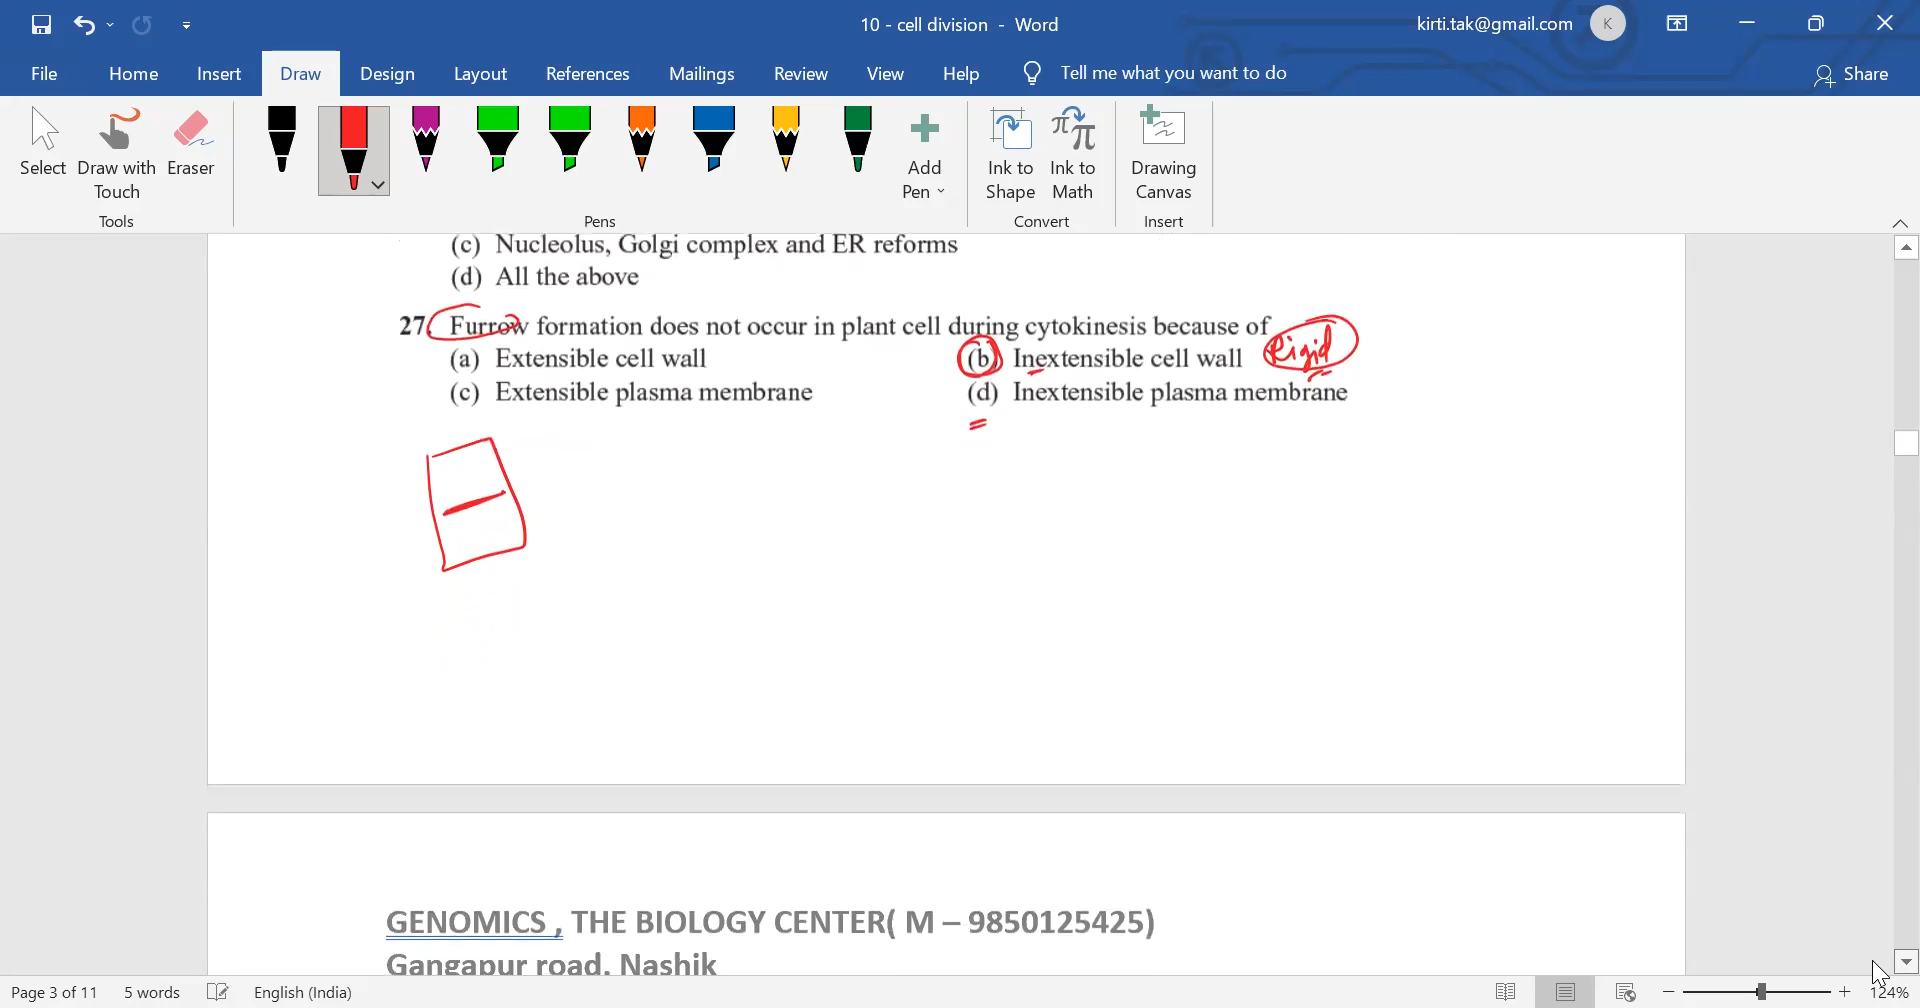 10 - cell division - Word
kirti.tak@gmail.com
K
File Home Insert Draw Design Layout References Mailings Review View Help Tell me what you want to do Share
Select Draw with Touch Eraser Add Pen Ink to Shape Ink to Math Drawing Canvas
Tools Pens Convert Insert
(c) Nucleolus, Golgi complex and ER reforms
(d) All the above
27. Furrow formation does not occur in plant cell during cytokinesis because of
(a) Extensible cell wall (b) Inextensible cell wall Rigid
(c) Extensible plasma membrane (d) Inextensible plasma membrane
GENOMICS , THE BIOLOGY CENTER( M – 9850125425)
Gangapur road, Nashik
Page 3 of 11 5 words English (India) 124%